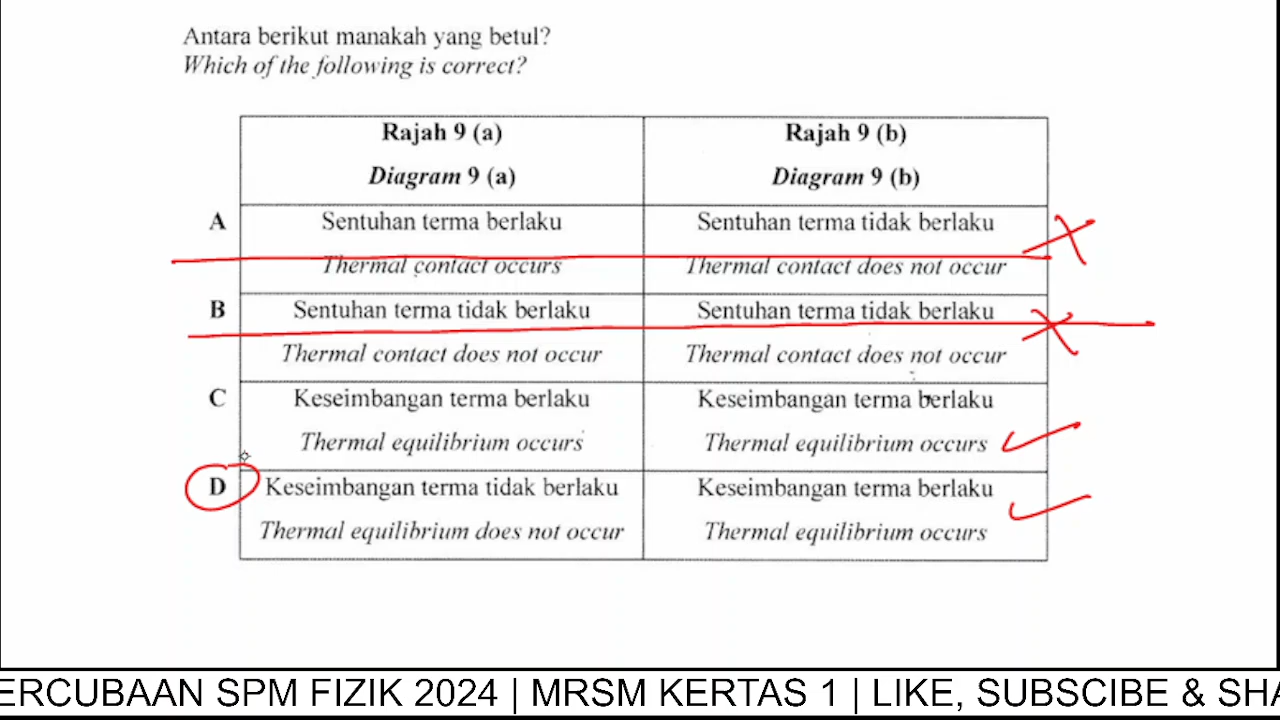 Antara berikut manakah yang betul?
Which of the following is correct?
Rajah 9 (a)
Rajah 9 (b)
Diagram 9 (a)
Diagram 9 (b)
A
Sentuhan terma berlaku
Sentuhan terma tidak berlaku
Thermal contact occurs
Thermal contact does not occur
B
Sentuhan terma tidak berlaku
Sentuhan terma tidak berlaku
Thermal contact does not occur
Thermal contact does not occur
C
Keseimbangan terma berlaku
Keseimbangan terma berlaku
Thermal equilibrium occurs
Thermal equilibrium occurs
D
Keseimbangan terma tidak berlaku
Keseimbangan terma berlaku
Thermal equilibrium does not occur
Thermal equilibrium occurs
ERCUBAAN SPM FIZIK 2024 | MRSM KERTAS 1 | LIKE, SUBSCIBE & SHA